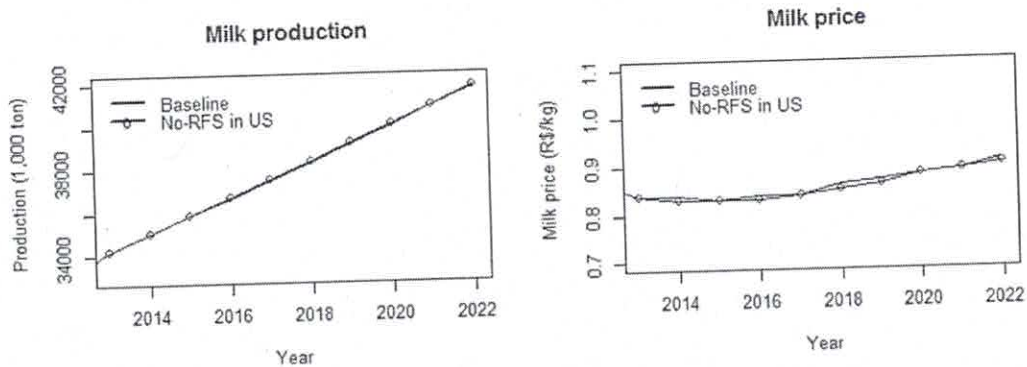 Milk production
42000
38000
34000
Production (1,000 ton)
Baseline
No-RFS in US
2014
2016
2018
2020
2022
Year
Milk price
1.1
1.0
0.9
0.8
0.7
Milk price (R$/kg)
Baseline
No-RFS in US
2014
2016
2018
2020
2022
Year